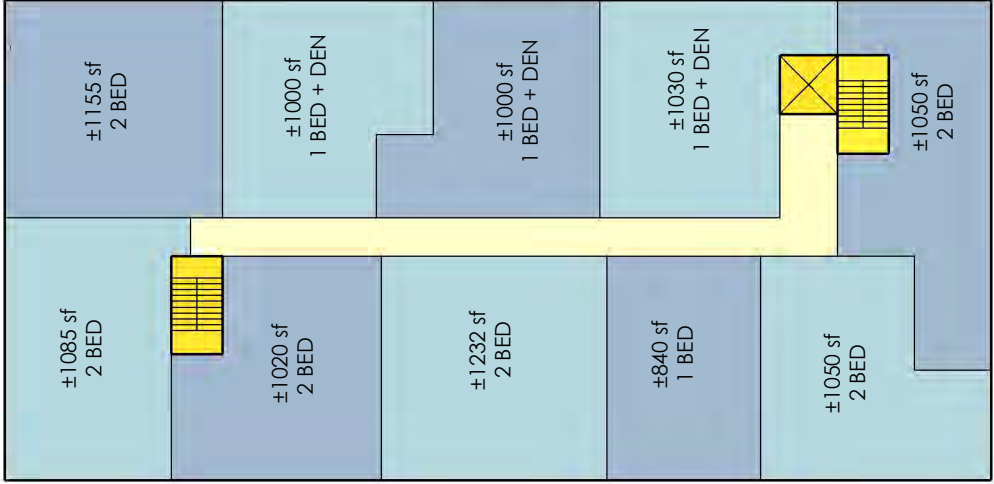 ±1155 sf
2 BED
±1000 sf
1 BED + DEN
±1000 sf
1 BED + DEN
±1030 sf
1 BED + DEN
±1050 sf
2 BED
±1085 sf
2 BED
±1020 sf
2 BED
±1232 sf
2 BED
±840 sf
1 BED
±1050 sf
2 BED